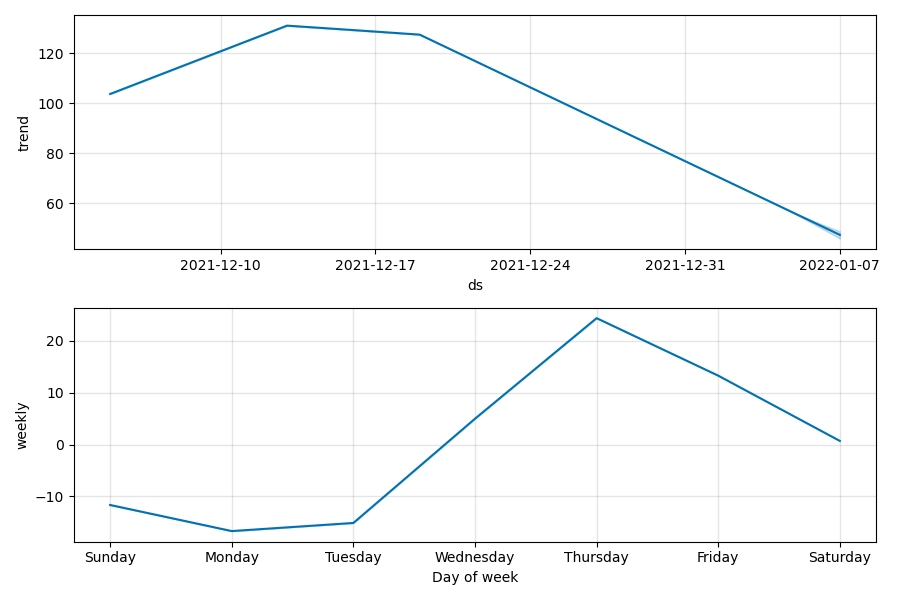 120
100
80
60
trend
2021-12-10 2021-12-17 2021-12-24 2021-12-31 2022-01-07
ds
20
10
0
−10
weekly
Sunday Monday Tuesday Wednesday Thursday Friday Saturday
Day of week